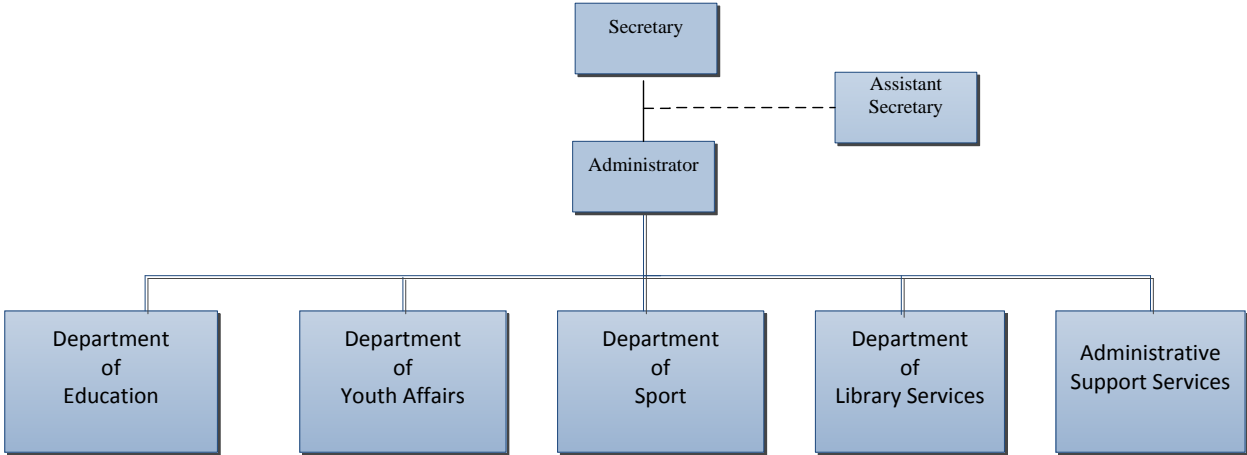 Secretary
Assistant
Secretary
Administrator
Department
of
Education
Department
of
Youth Affairs
Department
of
Sport
Department
of
Library Services
Administrative
Support Services